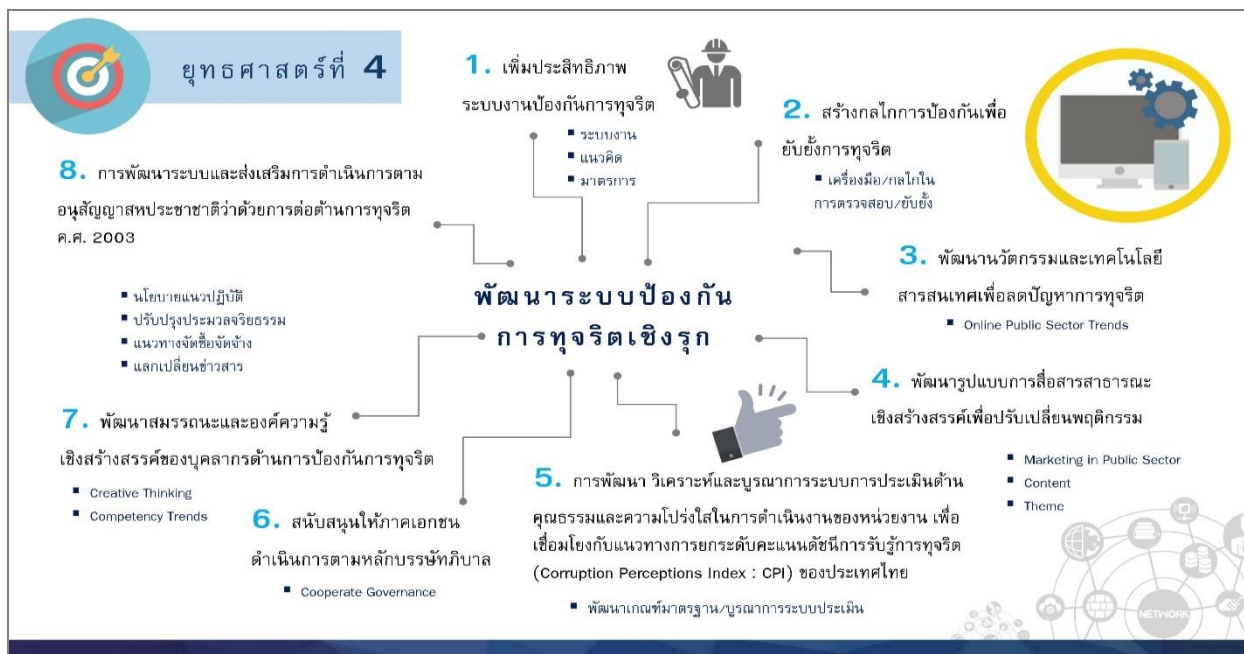 ยุทธศาสตร์ที่ 4
1. เพิ่มประสิทธิภาพ
ระบบงานป้องกันการทุจริต
▪ ระบบงาน
▪ แนวคิด
▪ มาตรการ
2. สร้างกลไกการป้องกันเพื่อ
ยับยั้งการทุจริต
▪ เครื่องมือ/กลไกใน
การตรวจสอบ/ยับยั้ง
3. พัฒนานวัตกรรมและเทคโนโลยี
สารสนเทศเพื่อลดปัญหาการทุจริต
▪ Online Public Sector Trends
4. พัฒนารูปแบบการสื่อสารสาธารณะ
เชิงสร้างสรรค์เพื่อปรับเปลี่ยนพฤติกรรม
▪ Marketing in Public Sector
▪ Content
▪ Theme
5. การพัฒนา วิเคราะห์และบูรณาการระบบการประเมินด้าน
คุณธรรมและความโปร่งใสในการดำเนินงานของหน่วยงาน เพื่อ
เชื่อมโยงกับแนวทางการยกระดับคะแนนดัชนีการรับรู้การทุจริต
(Corruption Perceptions Index : CPI) ของประเทศไทย
▪ พัฒนาเกณฑ์มาตรฐาน/บูรณาการระบบประเมิน
6. สนับสนุนให้ภาคเอกชน
ดำเนินการตามหลักบรรษัทภิบาล
▪ Cooperate Governance
7. พัฒนาสมรรถนะและองค์ความรู้
เชิงสร้างสรรค์ของบุคลากรด้านการป้องกันการทุจริต
▪ Creative Thinking
▪ Competency Trends
8. การพัฒนาระบบและส่งเสริมการดำเนินการตาม
อนุสัญญาสหประชาชาติว่าด้วยการต่อต้านการทุจริต
ค.ศ. 2003
▪ นโยบายแนวปฏิบัติ
▪ ปรับปรุงประมวลจริยธรรม
▪ แนวทางจัดซื้อจัดจ้าง
▪ แลกเปลี่ยนข่าวสาร
พัฒนาระบบป้องกัน
การทุจริตเชิงรุก
NETWORK